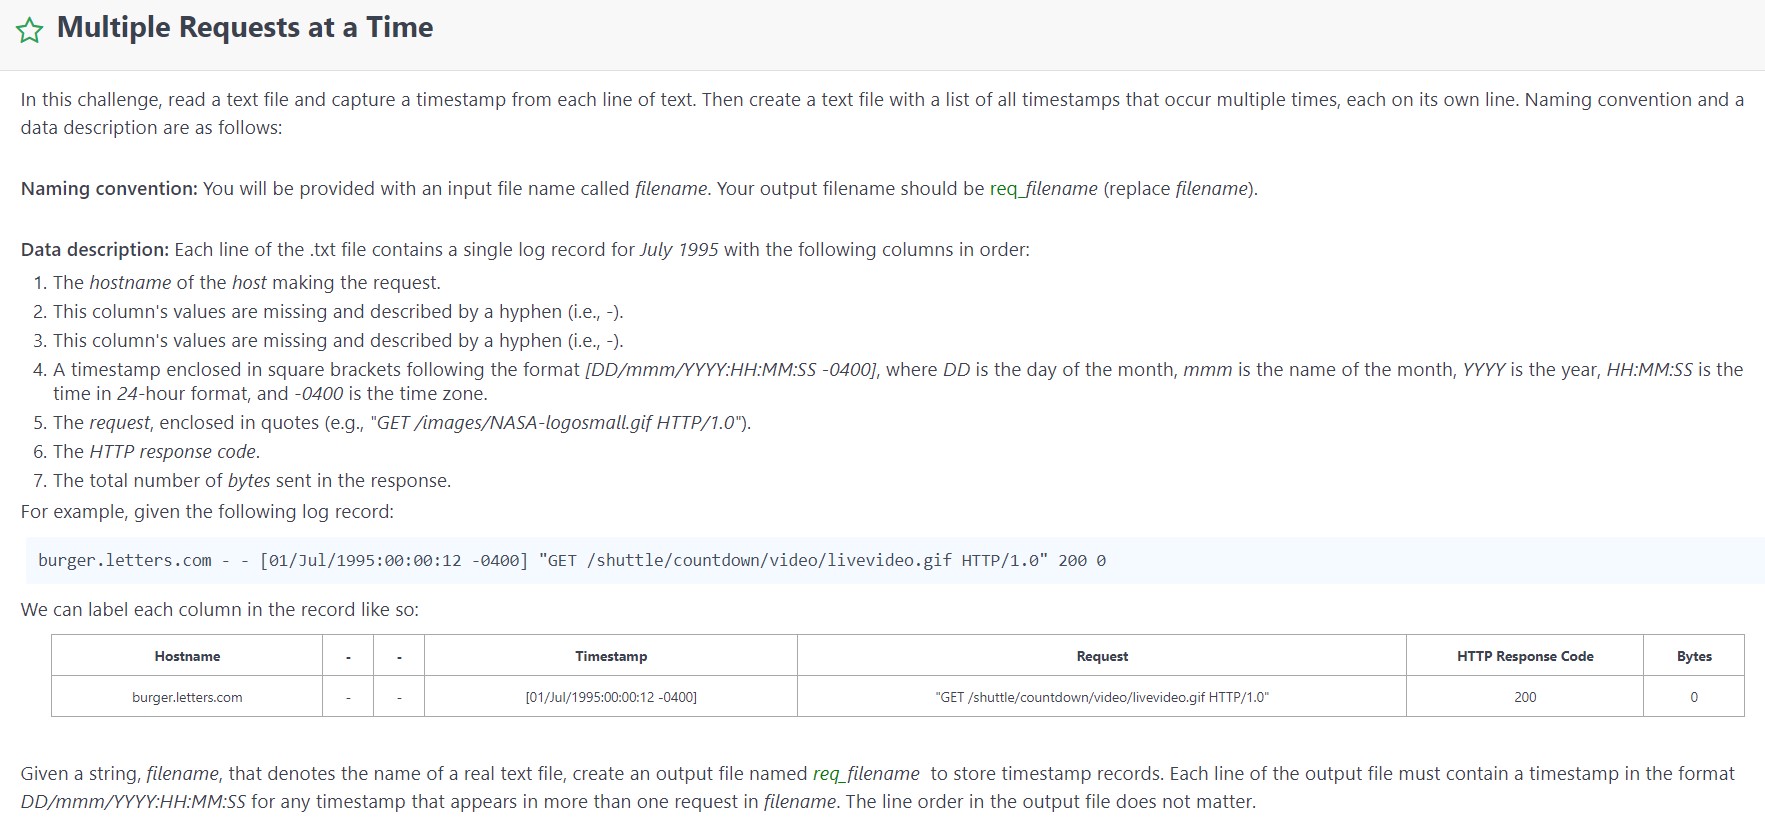 Multiple Requests at a Time
In this challenge, read a text file and capture a timestamp from each line of text. Then create a text file with a list of all timestamps that occur multiple times, each on its own line. Naming convention and a
data description are as follows:
Naming convention: You will be provided with an input file name called filename. Your output filename should be req_filename (replace filename).
Data description: Each line of the .txt file contains a single log record for July 1995 with the following columns in order:
1. The hostname of the host making the request.
2. This column's values are missing and described by a hyphen (i.e., -).
3. This column's values are missing and described by a hyphen (i.e., -).
4. A timestamp enclosed in square brackets following the format [DD/mmm/YYYY:HH:MM:SS -0400], where DD is the day of the month, mmm is the name of the month, YYYY is the year, HH:MM:SS is the
time in 24-hour format, and -0400 is the time zone.
5. The request, enclosed in quotes (e.g., "GET /images/NASA-logosmall.gif HTTP/1.0").
6. The HTTP response code.
7. The total number of bytes sent in the response.
For example, given the following log record:
burger.letters.com - - [01/Jul/1995:00:00:12 -0400] "GET /shuttle/countdown/video/livevideo.gif HTTP/1.0" 200 0
We can label each column in the record like so:
Hostname - - Timestamp Request HTTP Response Code Bytes
burger.letters.com - - [01/Jul/1995:00:00:12 -0400] "GET /shuttle/countdown/video/livevideo.gif HTTP/1.0" 200 0
Given a string, filename, that denotes the name of a real text file, create an output file named req_filename to store timestamp records. Each line of the output file must contain a timestamp in the format
DD/mmm/YYYY:HH:MM:SS for any timestamp that appears in more than one request in filename. The line order in the output file does not matter.